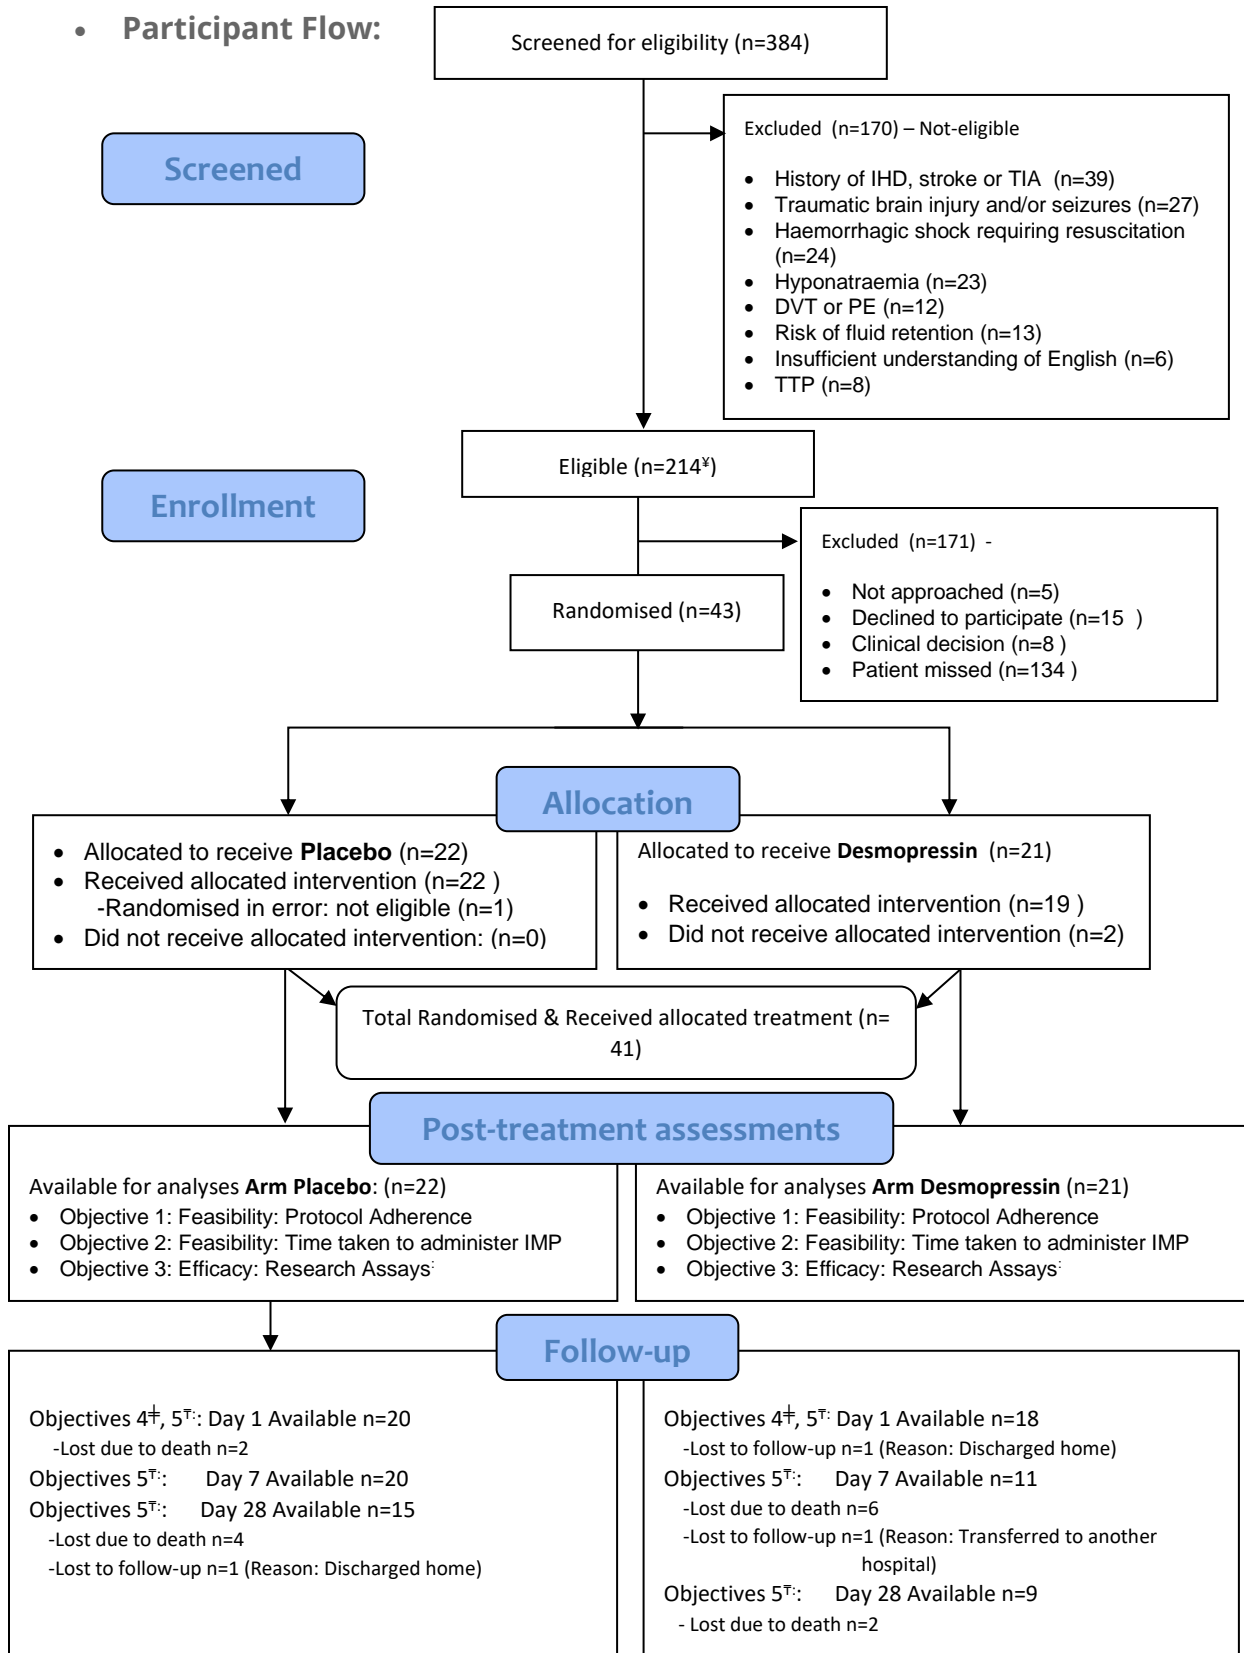 • Participant Flow:
Screened for eligibility (n=384)
Screened
Excluded (n=170) – Not-eligible
• History of IHD, stroke or TIA (n=39)
• Traumatic brain injury and/or seizures (n=27)
• Haemorrhagic shock requiring resuscitation
(n=24)
• Hyponatraemia (n=23)
• DVT or PE (n=12)
• Risk of fluid retention (n=13)
• Insufficient understanding of English (n=6)
• TTP (n=8)
Eligible (n=214¥)
Enrollment
Excluded (n=171) -
• Not approached (n=5)
• Declined to participate (n=15 )
• Clinical decision (n=8 )
• Patient missed (n=134 )
Randomised (n=43)
Allocation
• Allocated to receive Placebo (n=22)
• Received allocated intervention (n=22 )
-Randomised in error: not eligible (n=1)
• Did not receive allocated intervention: (n=0)
Allocated to receive Desmopressin (n=21)
• Received allocated intervention (n=19 )
• Did not receive allocated intervention (n=2)
Total Randomised & Received allocated treatment (n=
41)
Post-treatment assessments
Available for analyses Arm Placebo: (n=22)
• Objective 1: Feasibility: Protocol Adherence
• Objective 2: Feasibility: Time taken to administer IMP
• Objective 3: Efficacy: Research Assays:
Available for analyses Arm Desmopressin (n=21)
• Objective 1: Feasibility: Protocol Adherence
• Objective 2: Feasibility: Time taken to administer IMP
• Objective 3: Efficacy: Research Assays:
Follow-up
Objectives 4ǂ, 5₸:: Day 1 Available n=20
-Lost due to death n=2
Objectives 5₸:: Day 7 Available n=20
Objectives 5₸:: Day 28 Available n=15
-Lost due to death n=4
-Lost to follow-up n=1 (Reason: Discharged home)
Objectives 4ǂ, 5₸: Day 1 Available n=18
-Lost to follow-up n=1 (Reason: Discharged home)
Objectives 5₸:: Day 7 Available n=11
-Lost due to death n=6
-Lost to follow-up n=1 (Reason: Transferred to another
hospital)
Objectives 5₸:: Day 28 Available n=9
- Lost due to death n=2